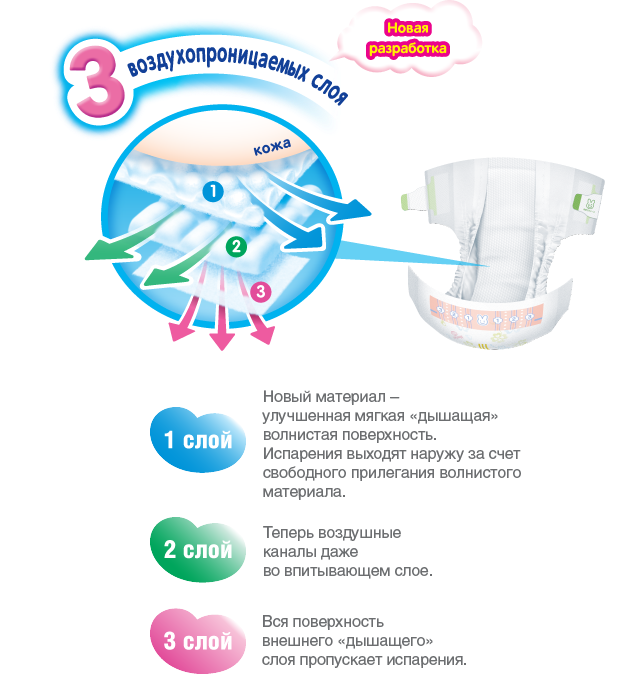 Новая
разработка
3 воздухопроницаемых слоя
кожа
1
2
3
1 слой
Новый материал –
улучшенная мягкая «дышащая»
волнистая поверхность.
Испарения выходят наружу за счет
свободного прилегания волнистого
материала.
2 слой
Теперь воздушные
каналы даже
во впитывающем слое.
3 слой
Вся поверхность
внешнего «дышащего»
слоя пропускает испарения.